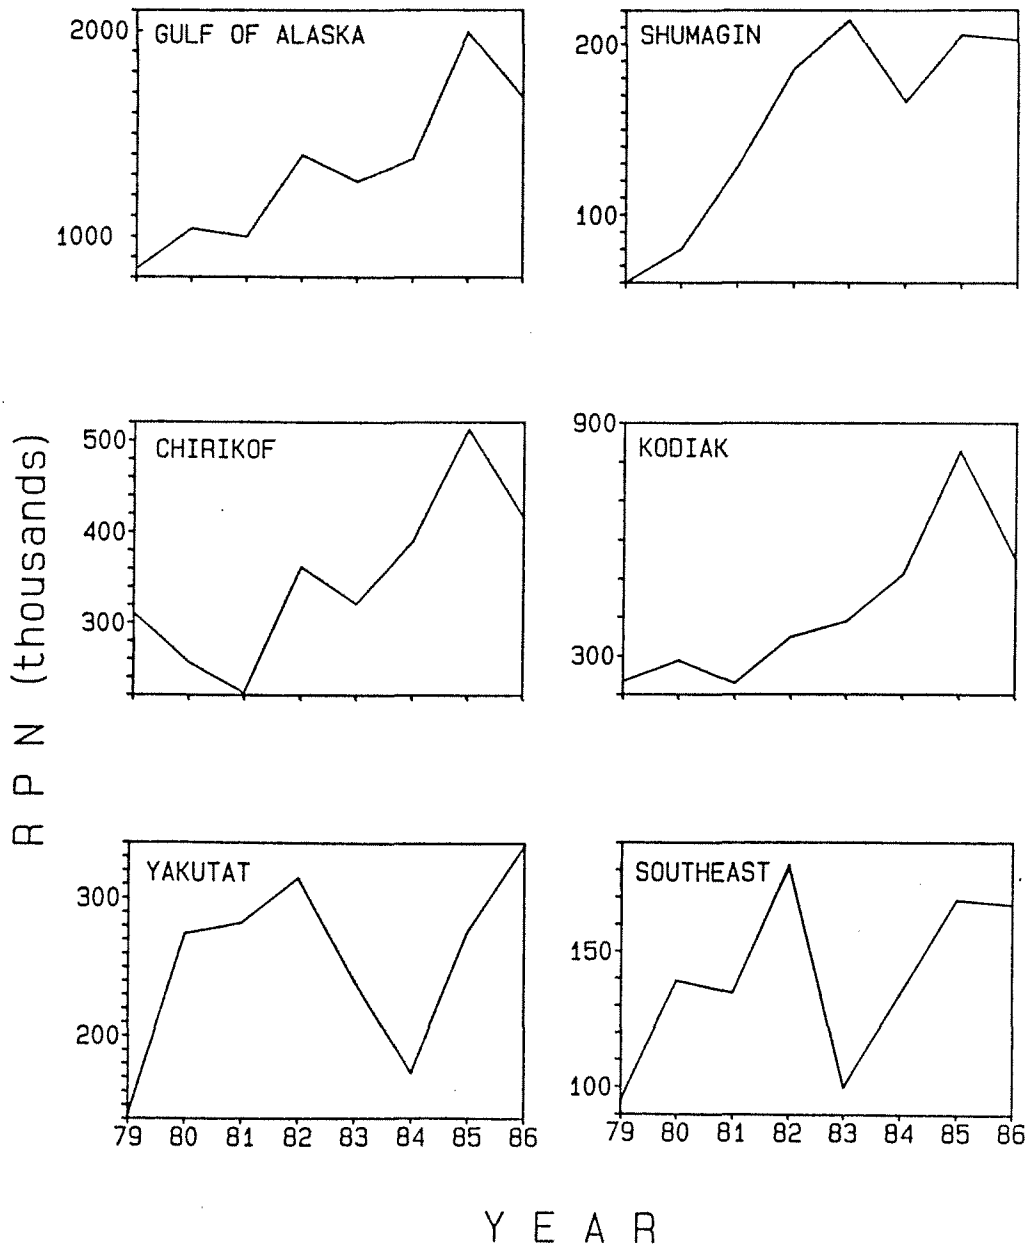 2000
GULF OF ALASKA
1000
SHUMAGIN
200
100
CHIRIKOF
500
400
300
KODIAK
900
300
YAKUTAT
300
200
79 80 81 82 83 84 85 86
SOUTHEAST
150
100
79 80 81 82 83 84 85 86
RPN (thousands)
YEAR